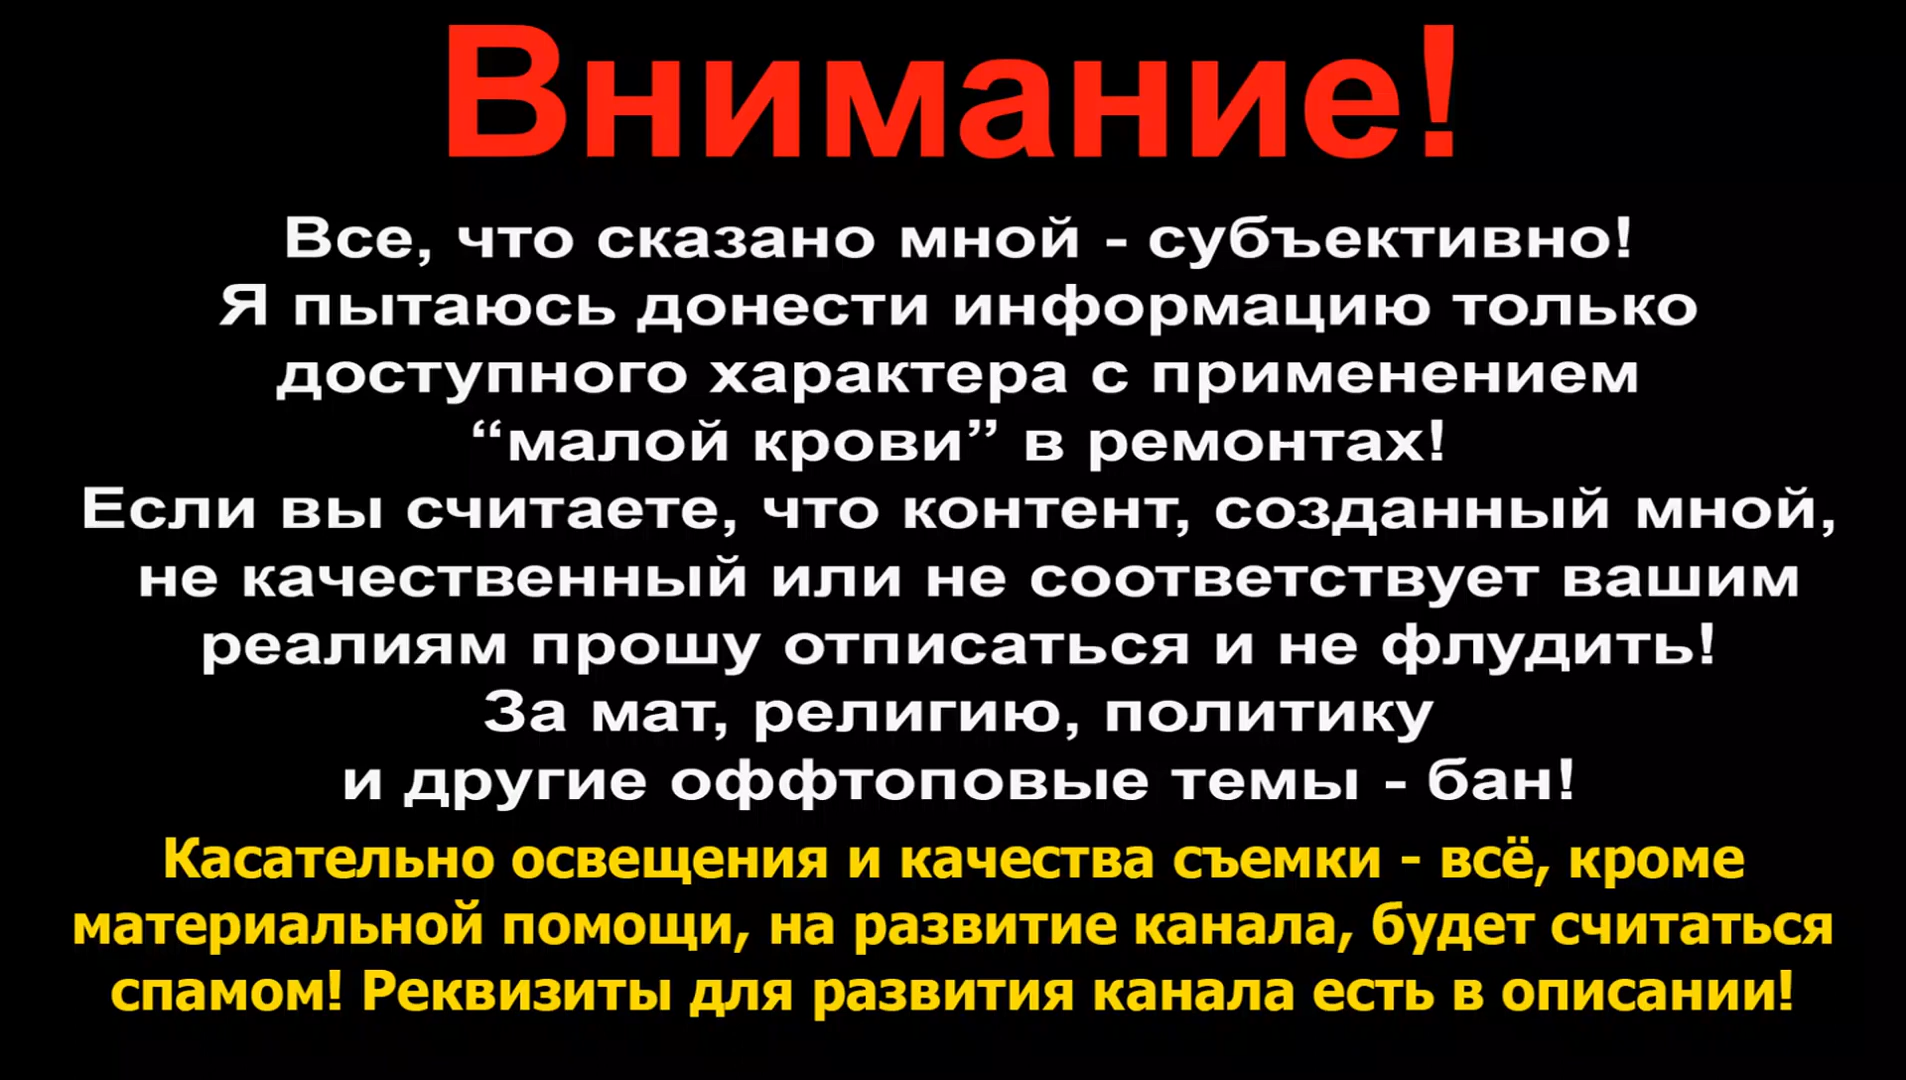 Внимание!
Все, что сказано мной - субъективно!
Я пытаюсь донести информацию только
доступного характера с применением
“малой крови” в ремонтах!
Если вы считаете, что контент, созданный мной,
не качественный или не соответствует вашим
реалиям прошу отписаться и не флудить!
За мат, религию, политику
и другие оффтоповые темы - бан!
Касательно освещения и качества съемки - всё, кроме
материальной помощи, на развитие канала, будет считаться
спамом! Реквизиты для развития канала есть в описании!